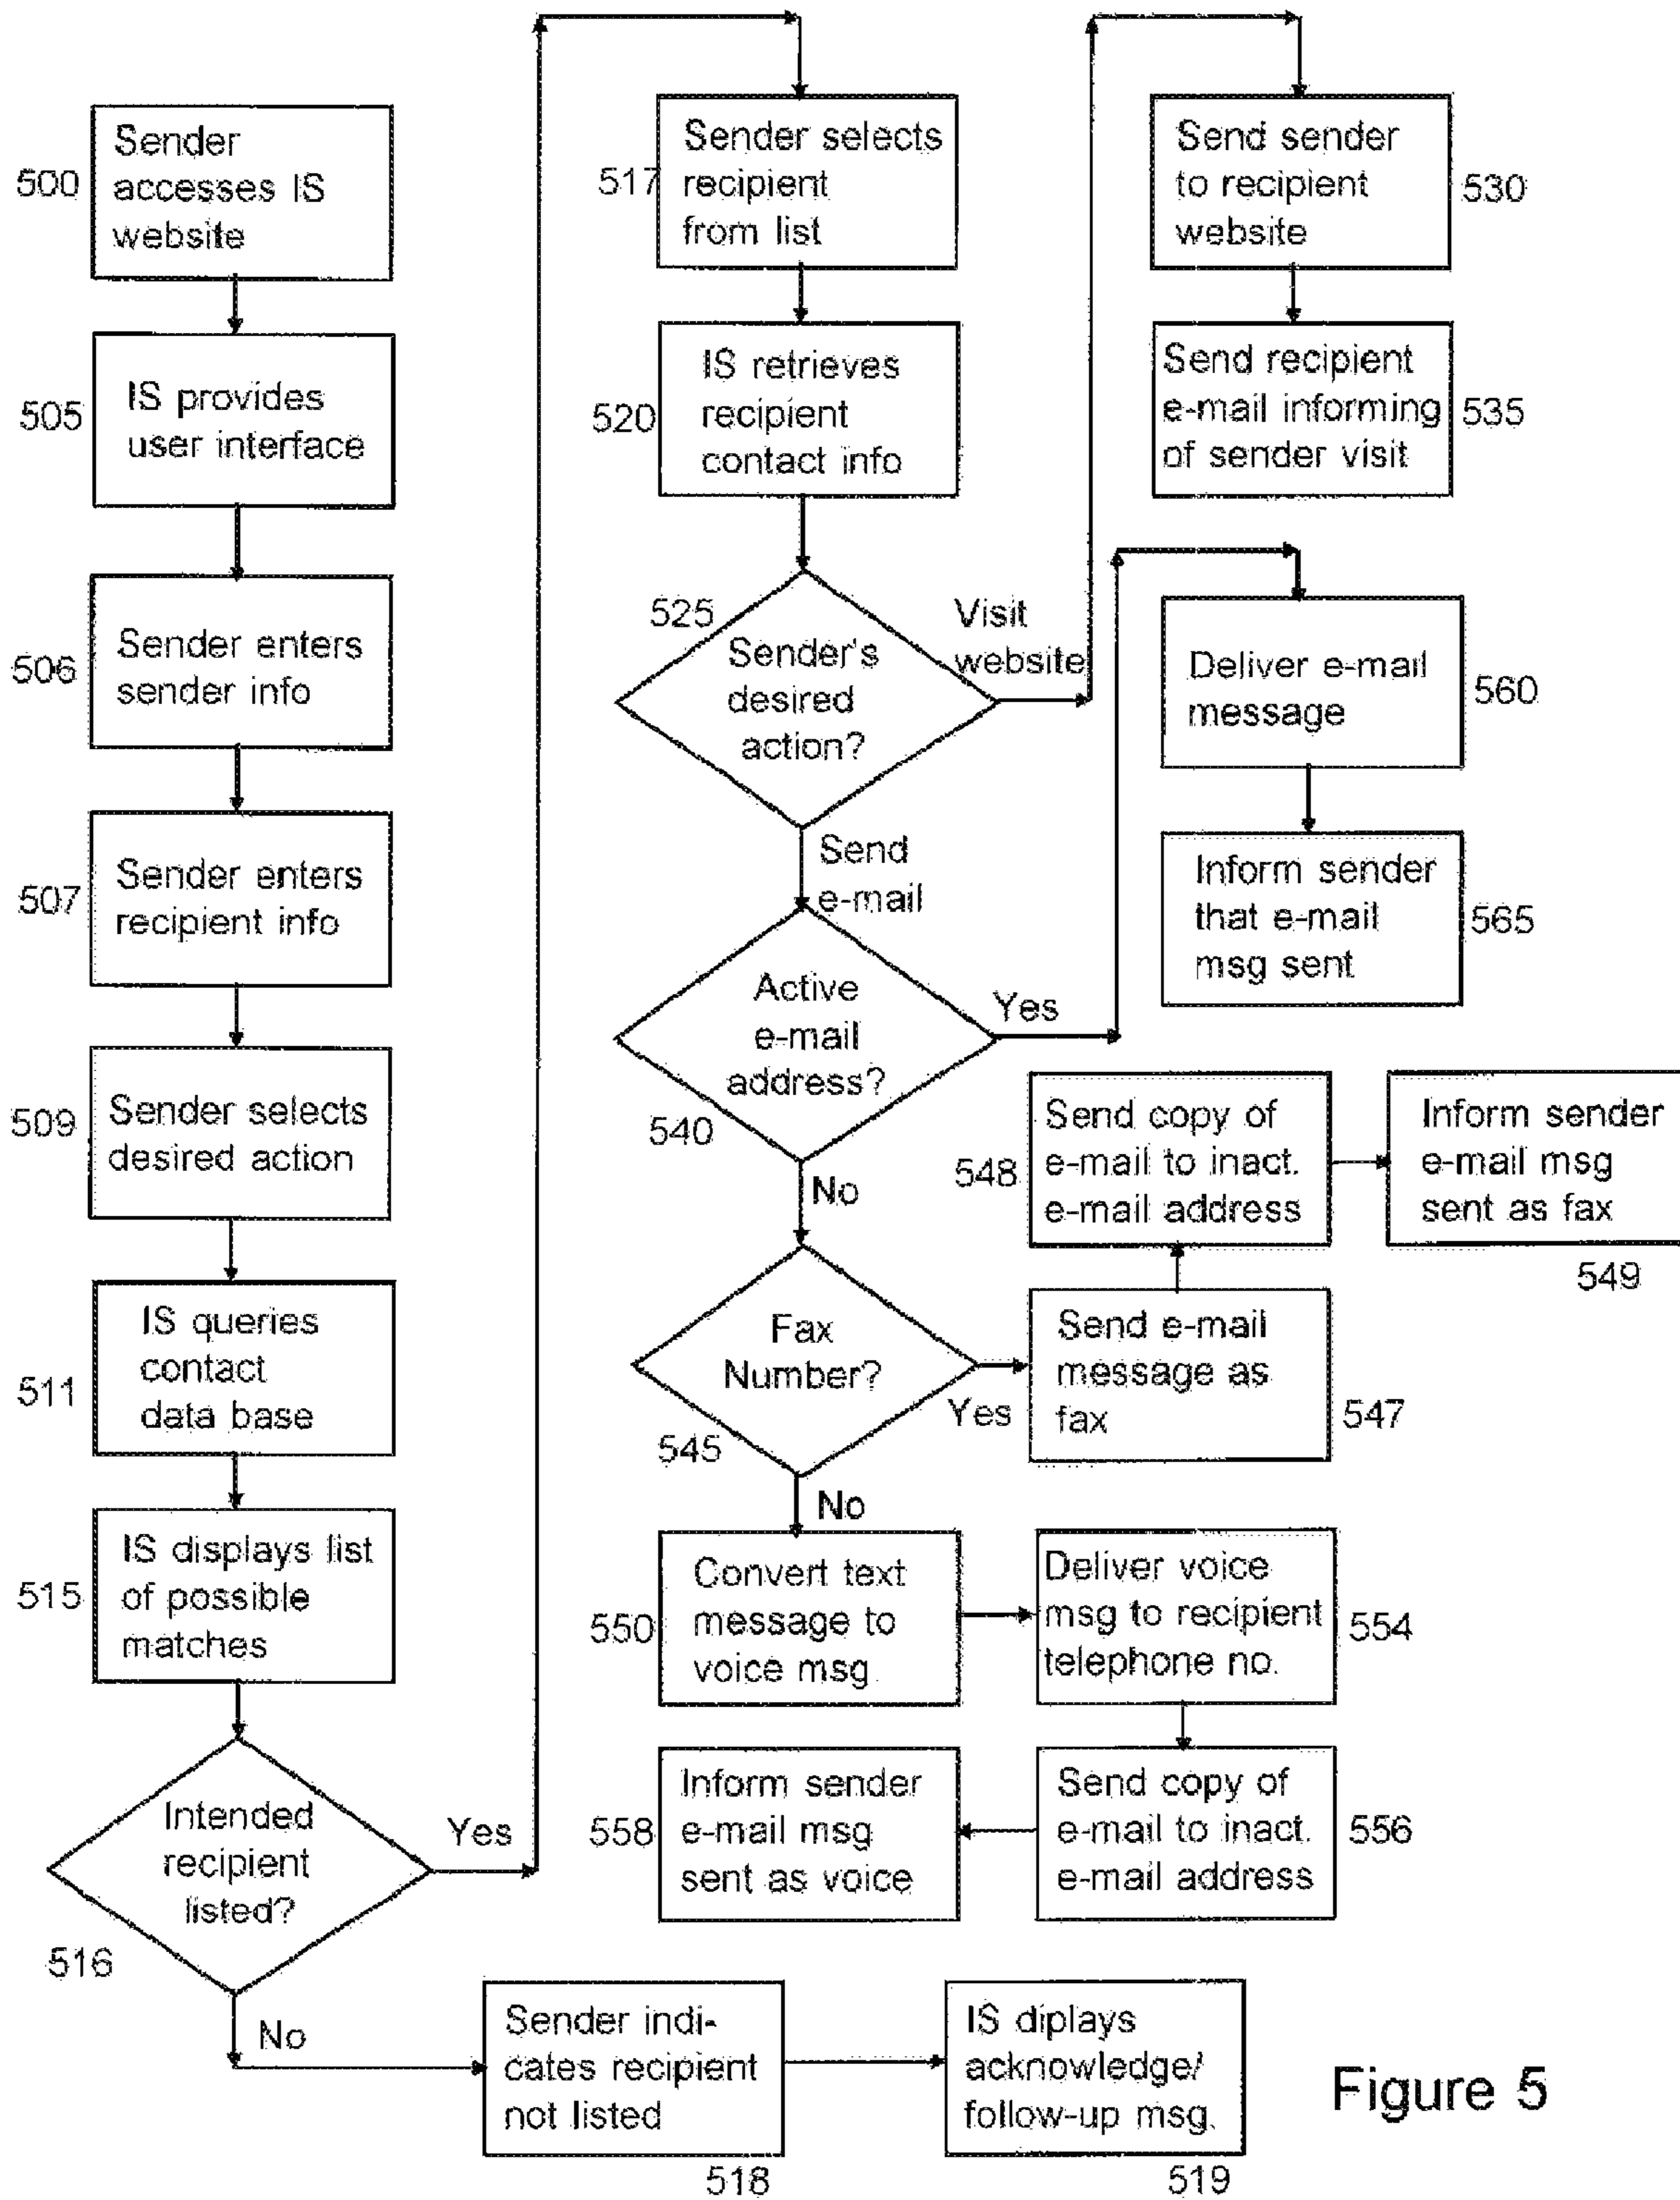 500
Sender
accesses IS
website
505
IS provides
user interface
506
Sender enters
sender info
507
Sender enters
recipient info
509
Sender selects
desired action
511
IS queries
contact
data base
515
IS displays list
of possible
matches
Intended
recipient
listed?
516
Yes
No
Sender indi-
cates recipient
not listed
518
IS diplays
acknowledge/
follow-up msg.
519
517
Sender selects
recipient
from list
520
IS retrieves
recipient
contact info
525
Sender's
desired
action?
Visit
website
Send
e-mail
Active
e-mail
address?
540
Yes
No
Fax
Number?
545
Yes
No
550
Convert text
message to
voice msg.
Deliver voice
msg to recipient
telephone no.
554
Send copy of
e-mail to inact.
e-mail address
556
558
Inform sender
e-mail msg
sent as voice
Send sender
to recipient
website
530
Send recipient
e-mail informing
of sender visit
535
Deliver e-mail
message
560
Inform sender
that e-mail
msg sent
565
548
Send copy of
e-mail to inact.
e-mail address
Inform sender
e-mail msg
sent as fax
549
Send e-mail
message as
fax
547
Figure 5